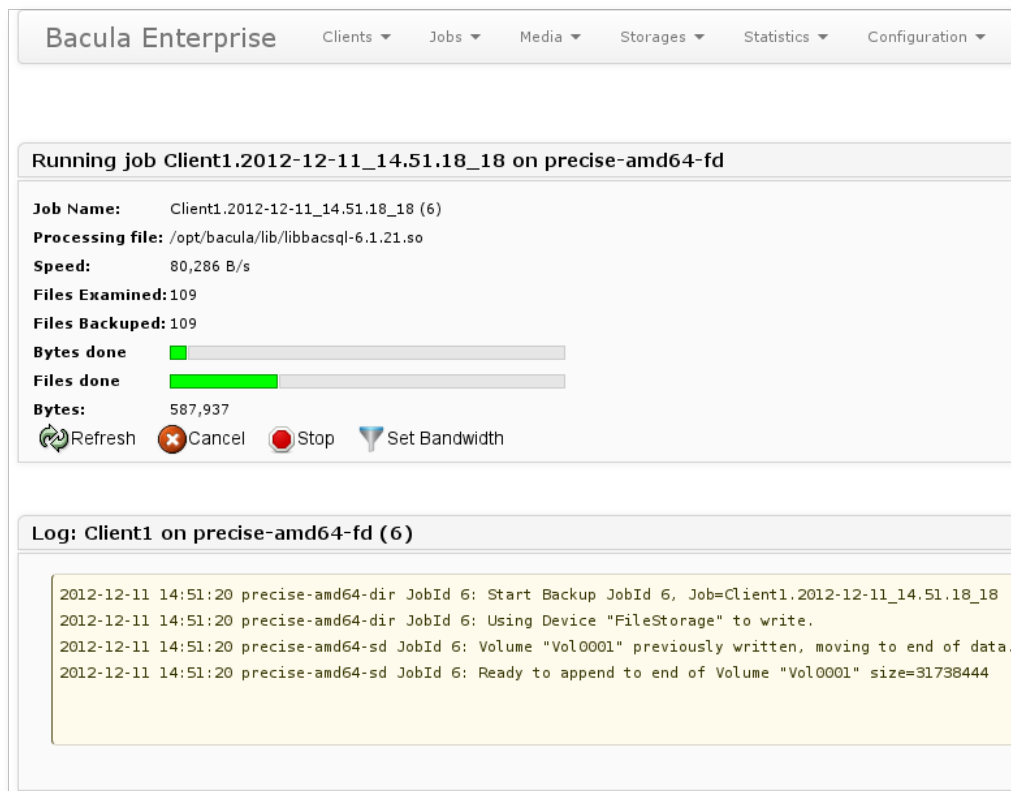 Bacula Enterprise Clients Jobs Media Storages Statistics Configuration
Running job Client1.2012-12-11_14.51.18_18 on precise-amd64-fd
Job Name: Client1.2012-12-11_14.51.18_18 (6)
Processing file: /opt/bacula/lib/libbacsql-6.1.21.so
Speed: 80,286 B/s
Files Examined: 109
Files Backuped: 109
Bytes done
Files done
Bytes: 587,937
Refresh Cancel Stop Set Bandwidth
Log: Client1 on precise-amd64-fd (6)
2012-12-11 14:51:20 precise-amd64-dir JobId 6: Start Backup JobId 6, Job=Client1.2012-12-11_14.51.18_18
2012-12-11 14:51:20 precise-amd64-dir JobId 6: Using Device "FileStorage" to write.
2012-12-11 14:51:20 precise-amd64-sd JobId 6: Volume "Vol0001" previously written, moving to end of data.
2012-12-11 14:51:20 precise-amd64-sd JobId 6: Ready to append to end of Volume "Vol0001" size=31738444